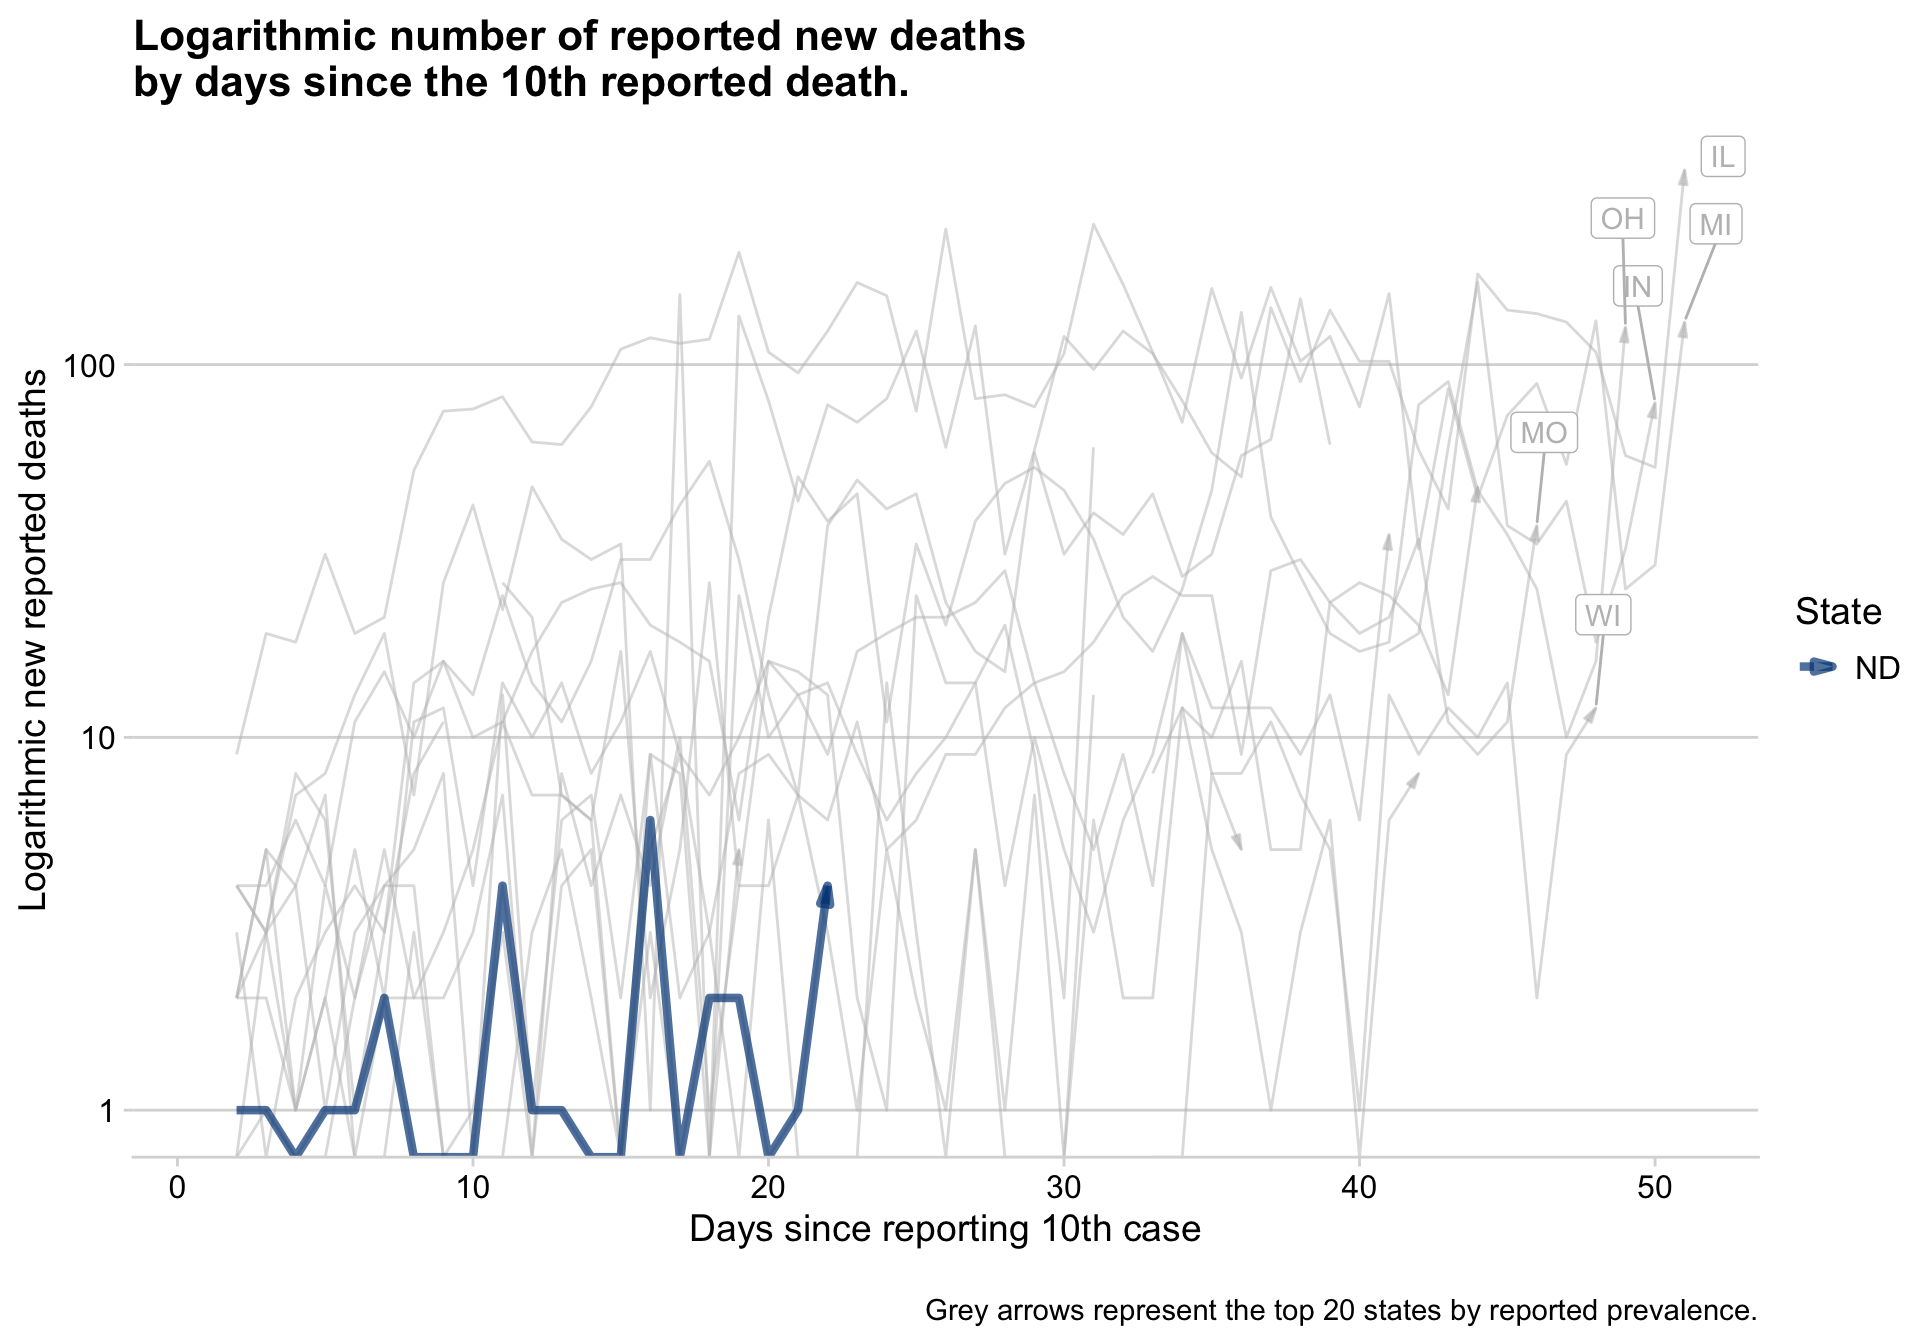 Logarithmic number of reported new deaths
by days since the 10th reported death.
IL
OH
MI
IN
100
MO
Logarithmic new reported deaths
WI
State
ND
10
1
0 10 20 30 40 50
Days since reporting 10th case
Grey arrows represent the top 20 states by reported prevalence.